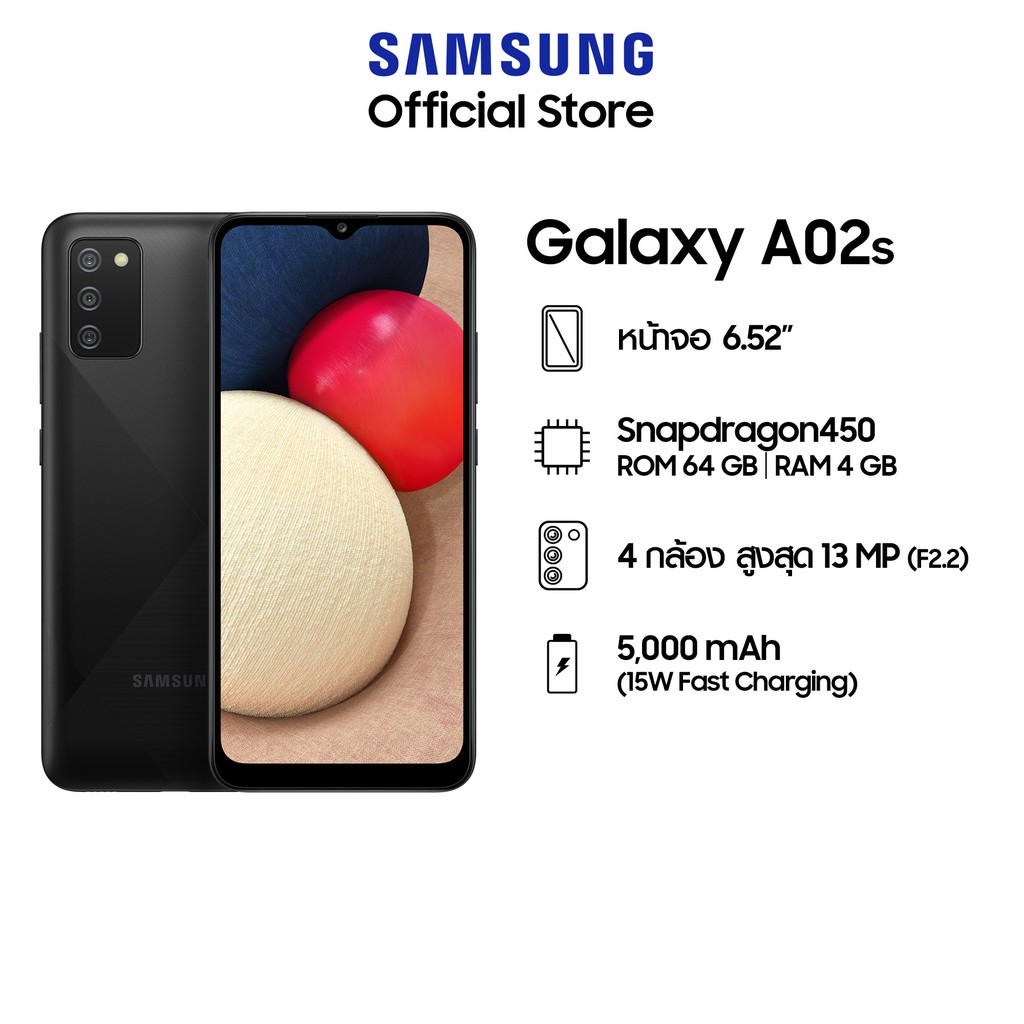 SAMSUNG
Official Store
Galaxy A02s
หน้าจอ 6.52”
Snapdragon450
ROM 64 GB | RAM 4 GB
4 กล้อง สูงสุด 13 MP (F2.2)
5,000 mAh
(15W Fast Charging)
SAMSUN